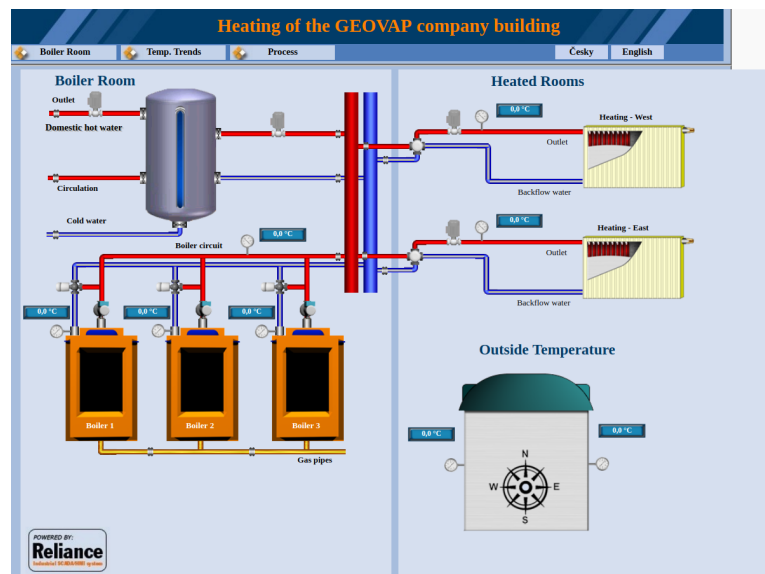 Heating of the GEOVAP company building
Boiler Room
Temp. Trends
Process
Česky
English
Boiler Room
Outlet
Domestic hot water
Circulation
Cold water
Boiler circuit
0,0 °C
0,0 °C
0,0 °C
0,0 °C
Boiler 1
Boiler 2
Boiler 3
Gas pipes
POWERED BY:
Reliance
Industrial SCADA/HMI system
Heated Rooms
0,0 °C
Heating - West
Outlet
Backflow water
0,0 °C
Heating - East
Outlet
Backflow water
Outside Temperature
0,0 °C
0,0 °C
N
W
E
S